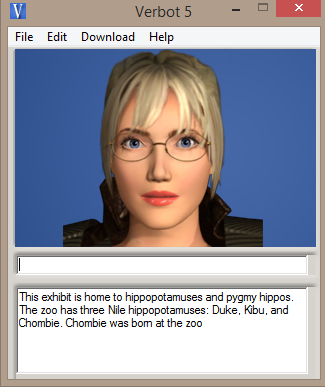 Verbot 5
File Edit Download Help
This exhibit is home to hippopotamuses and pygmy hippos.
The zoo has three Nile hippopotamuses: Duke, Kibu, and
Chombie. Chombie was born at the zoo